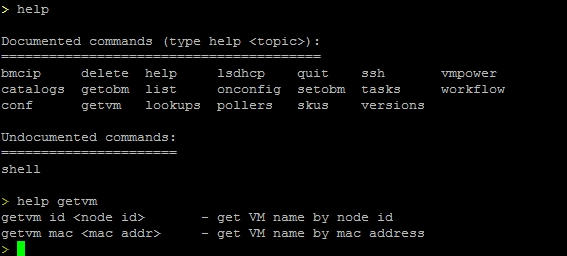 > help
Documented commands (type help <topic>):
========================================
bmcip delete help lsdhcp quit ssh vmpower
catalogs getobm list onconfig setobm tasks workflow
conf getvm lookups pollers skus versions
Undocumented commands:
======================
shell
> help getvm
getvm id <node id> - get VM name by node id
getvm mac <mac addr> - get VM name by mac address
>